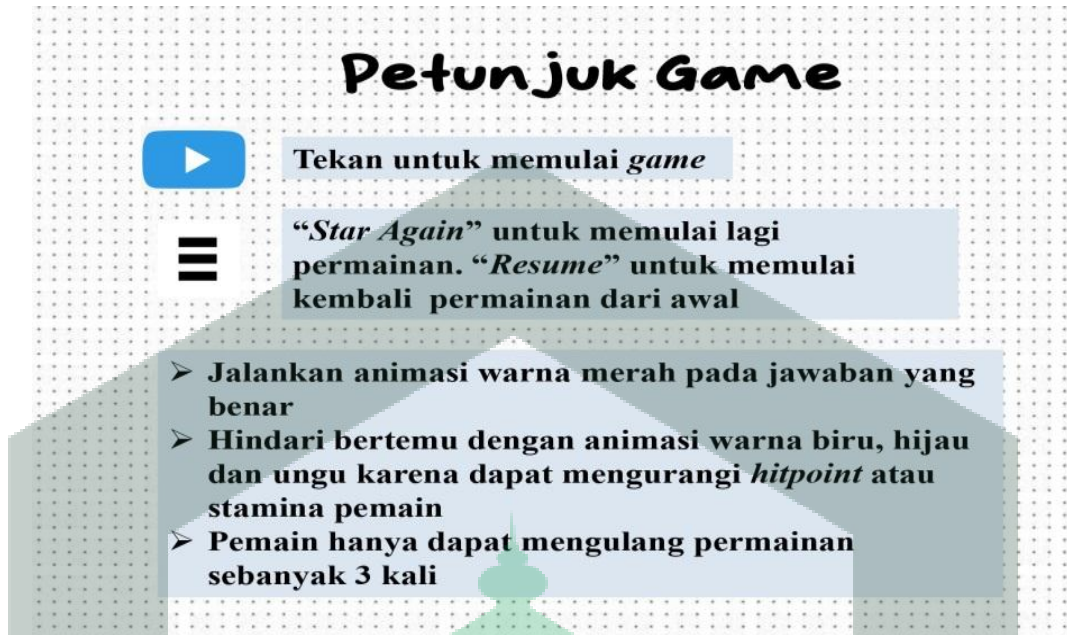 Petunjuk Game
Tekan untuk memulai game
“Star Again” untuk memulai lagi
permainan. “Resume” untuk memulai
kembali permainan dari awal
➢ Jalankan animasi warna merah pada jawaban yang
benar
➢ Hindari bertemu dengan animasi warna biru, hijau
dan ungu karena dapat mengurangi hitpoint atau
stamina pemain
➢ Pemain hanya dapat mengulang permainan
sebanyak 3 kali